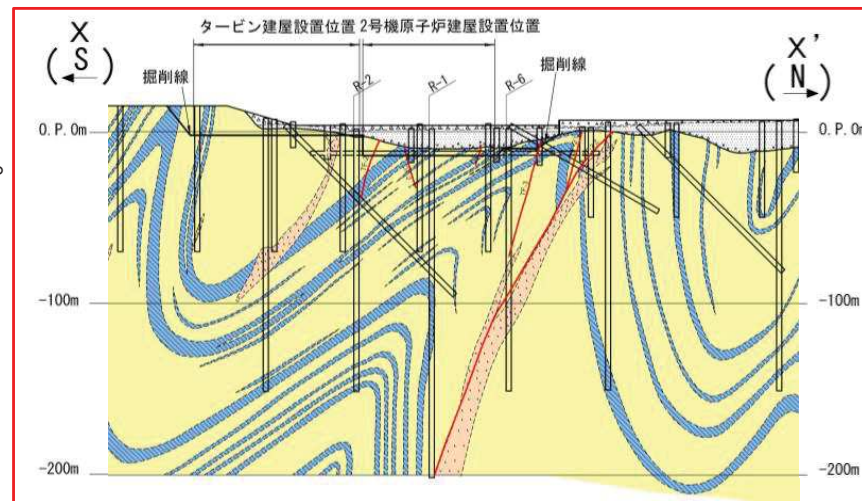 タービン建屋設置位置 2号機原子炉建屋設置位置
X
(S)
X'
(N)
掘削線
R-2
R-1
R-6
掘削線
O.P.0m
O.P.0m
-100m
-100m
-200m
-200m